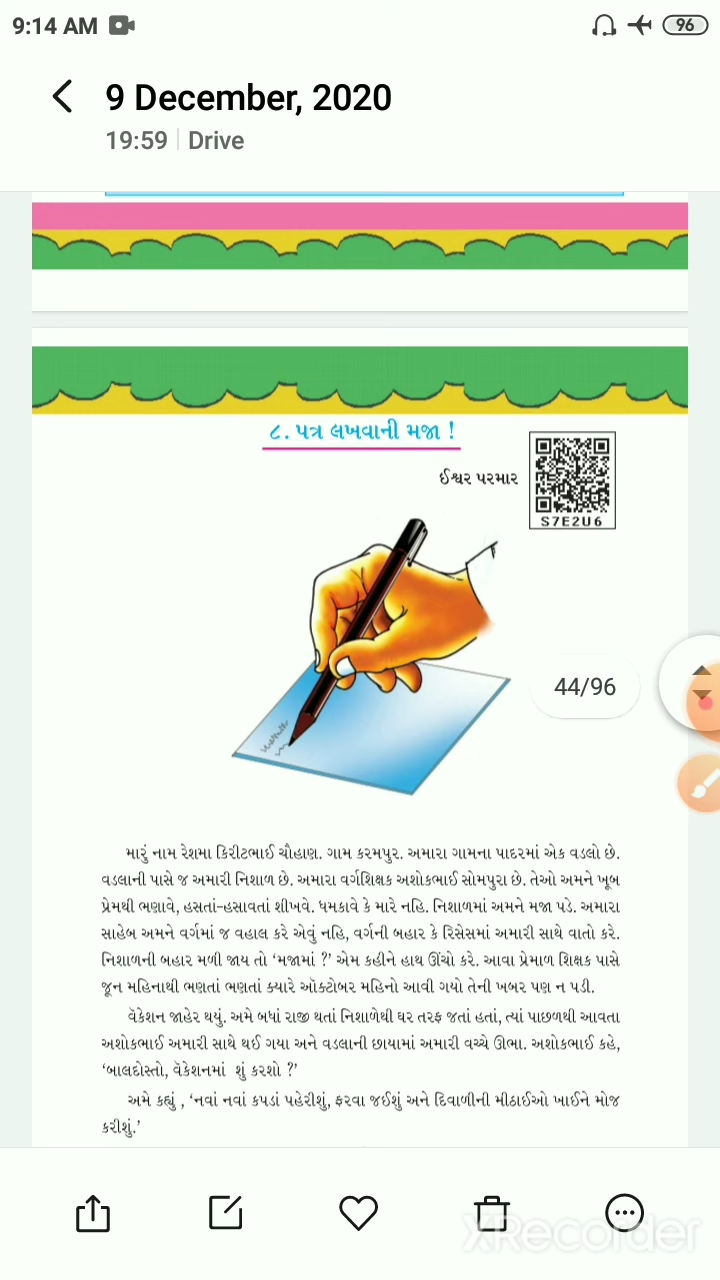 9:14 AM
96
9 December, 2020
19:59 | Drive
૮. પત્ર લખવાની મજા !
ઈશ્વર પરમાર
S7E2U6
44/96
મારું નામ રેશમા કિરીટભાઈ ચૌહાણ. ગામ કરમપુર. અમારા ગામના પાદરમાં એક વડલો છે.
વડલાની પાસે જ અમારી નિશાળ છે. અમારા વર્ગશિક્ષક અશોકભાઈ સોમપુરા છે. તેઓ અમને ખૂબ
પ્રેમથી ભણાવે, હસતાં-હસાવતાં શીખવે. ધમકાવે કે મારે નહિ. નિશાળમાં અમને મજા પડે. અમારા
સાહેબ અમને વર્ગમાં જ વહાલ કરે એવું નહિ, વર્ગની બહાર કે રિસેસમાં અમારી સાથે વાતો કરે.
નિશાળની બહાર મળી જાય તો ‘મજામાં ?’ એમ કહીને હાથ ઊંચો કરે. આવા પ્રેમાળ શિક્ષક પાસે
જૂન મહિનાથી ભણતાં ભણતાં ક્યારે ઑક્ટોબર મહિનો આવી ગયો તેની ખબર પણ ન પડી.
વૅકેશન જાહેર થયું. અમે બધાં રાજી થતાં નિશાળેથી ઘર તરફ જતાં હતાં, ત્યાં પાછળથી આવતા
અશોકભાઈ અમારી સાથે થઈ ગયા અને વડલાની છાયામાં અમારી વચ્ચે ઊભા. અશોકભાઈ કહે,
‘બાલદોસ્તો, વૅકેશનમાં શું કરશો ?’
અમે કહ્યું , ‘નવાં નવાં કપડાં પહેરીશું, ફરવા જઈશું અને દિવાળીની મીઠાઈઓ ખાઈને મોજ
કરીશું.’
XRecorder